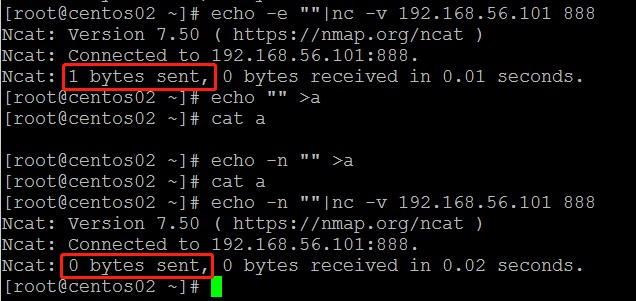 [root@centos02 ~]# echo -e ""|nc -v 192.168.56.101 888
Ncat: Version 7.50 ( https://nmap.org/ncat )
Ncat: Connected to 192.168.56.101:888.
Ncat: 1 bytes sent, 0 bytes received in 0.01 seconds.
[root@centos02 ~]# echo "" >a
[root@centos02 ~]# cat a

[root@centos02 ~]# echo -n "" >a
[root@centos02 ~]# cat a
[root@centos02 ~]# echo -n ""|nc -v 192.168.56.101 888
Ncat: Version 7.50 ( https://nmap.org/ncat )
Ncat: Connected to 192.168.56.101:888.
Ncat: 0 bytes sent, 0 bytes received in 0.02 seconds.
[root@centos02 ~]#